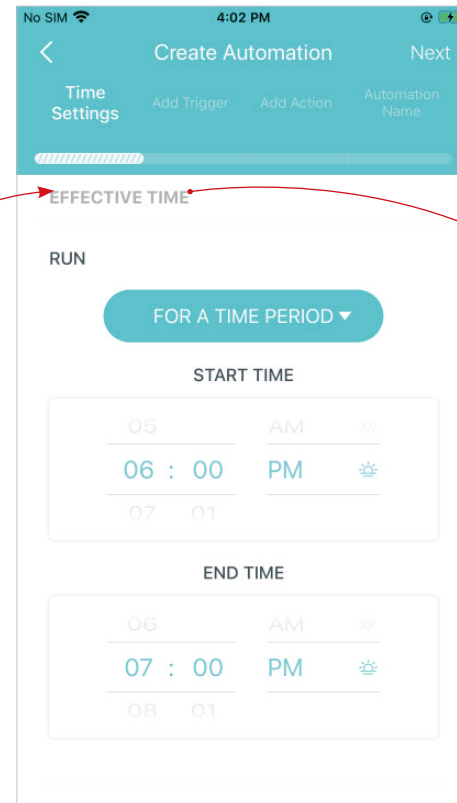 No SIM 4:02 PM
Create Automation Next
Time Settings Add Trigger Add Action Automation Name
EFFECTIVE TIME
RUN
FOR A TIME PERIOD
START TIME
05 AM
06 : 00 PM
07 01
END TIME
06 AM
07 : 00 PM
08 01